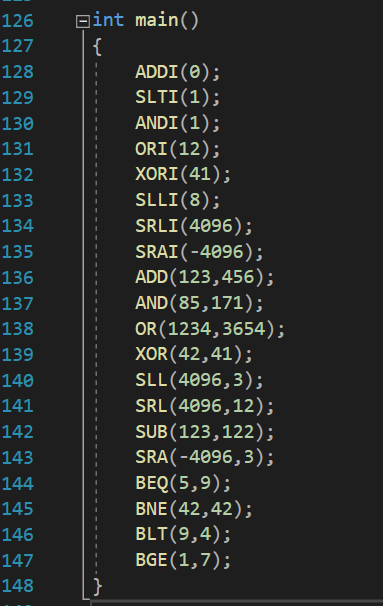 126 int main()
127 {
128 ADDI(0);
129 SLTI(1);
130 ANDI(1);
131 ORI(12);
132 XORI(41);
133 SLLI(8);
134 SRLI(4096);
135 SRAI(-4096);
136 ADD(123,456);
137 AND(85,171);
138 OR(1234,3654);
139 XOR(42,41);
140 SLL(4096,3);
141 SRL(4096,12);
142 SUB(123,122);
143 SRA(-4096,3);
144 BEQ(5,9);
145 BNE(42,42);
146 BLT(9,4);
147 BGE(1,7);
148 }